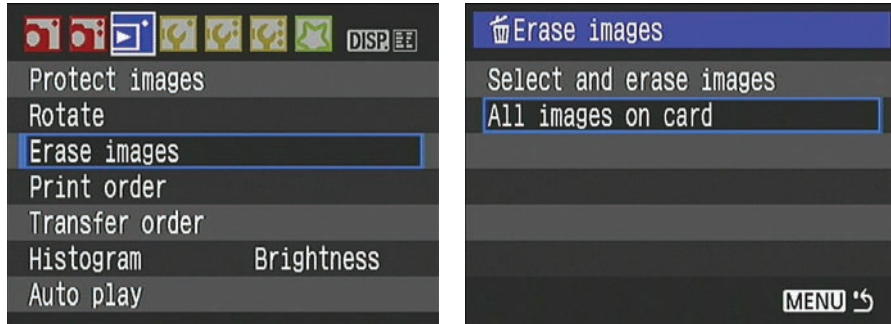 DISP.
Protect images
Rotate
Erase images
Print order
Transfer order
Histogram Brightness
Auto play
Erase images
Select and erase images
All images on card
MENU